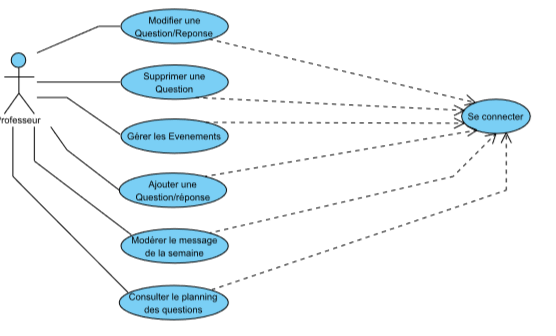 Modifier une
Question/Reponse
Supprimer une
Question
Professeur
Se connecter
Gérer les Evenements
Ajouter une
Question/réponse
Modérer le message
de la semaine
Consulter le planning
des questions